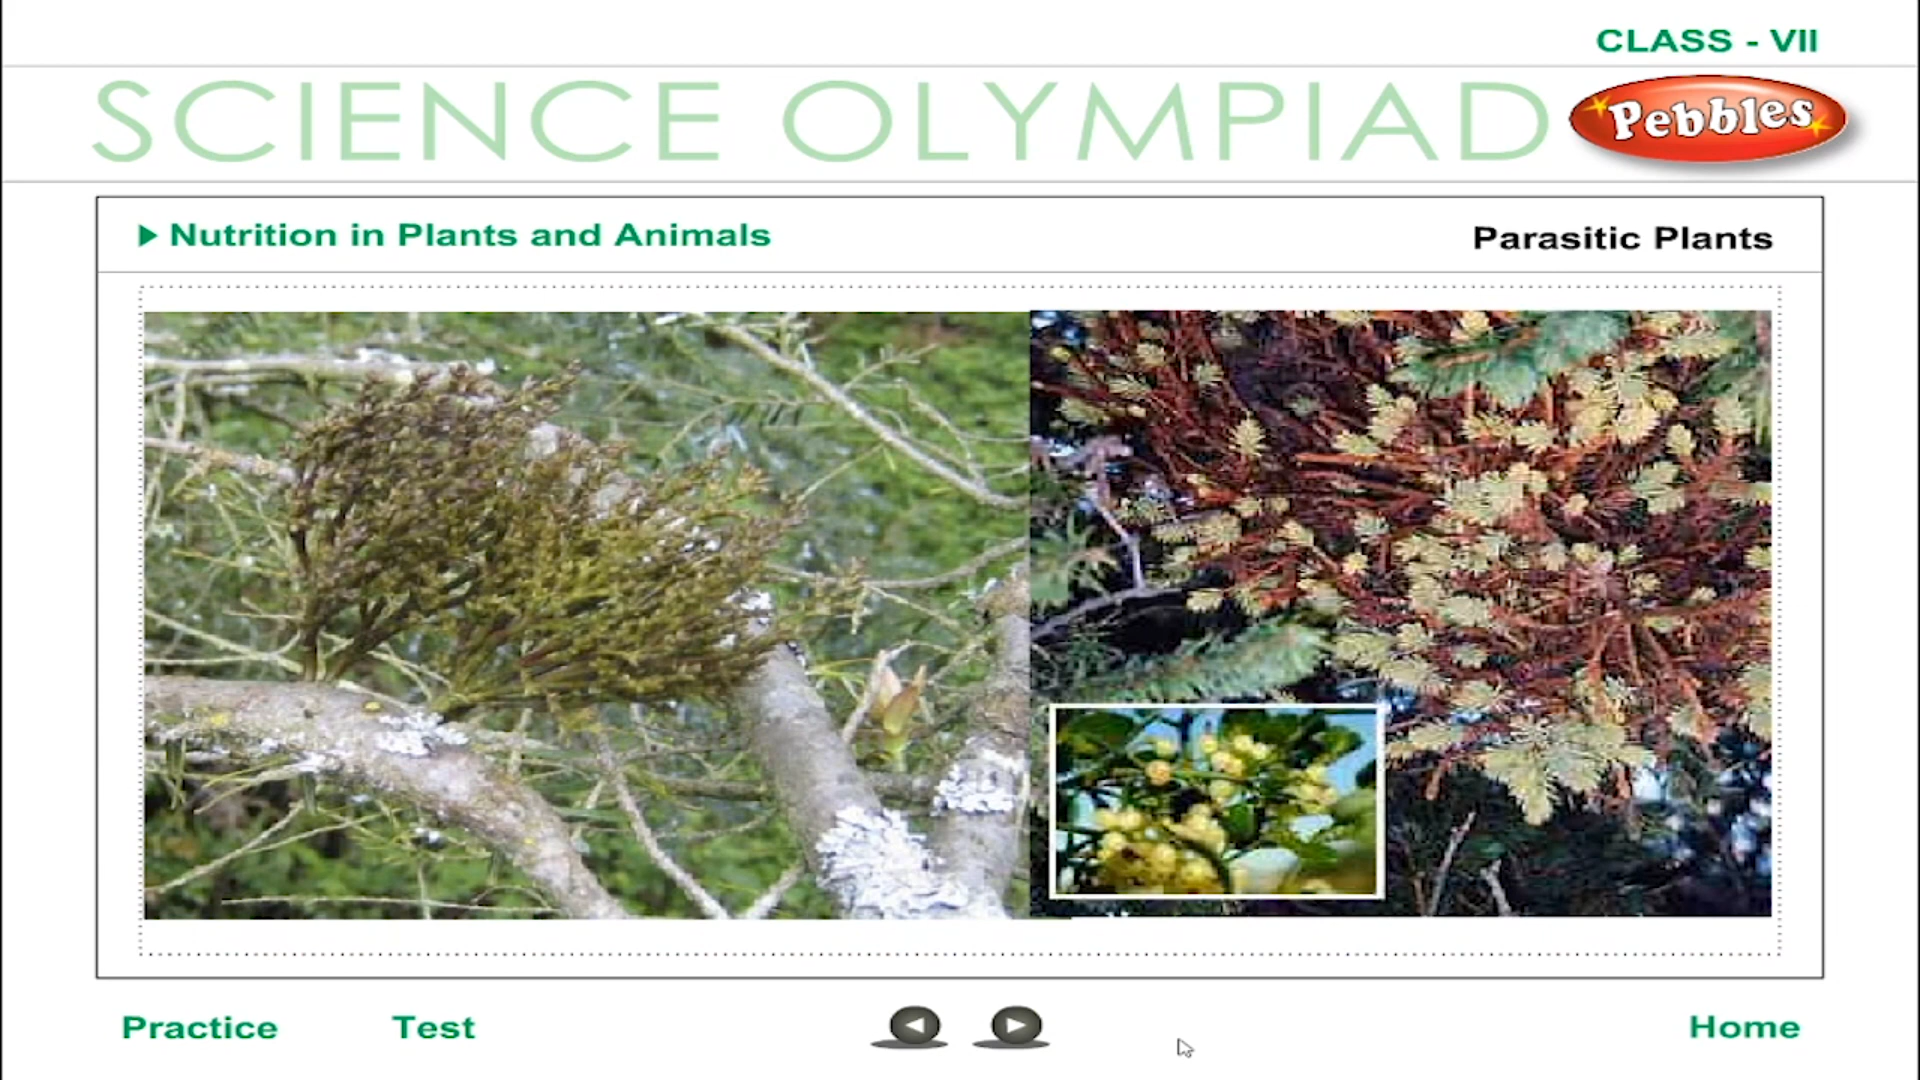 CLASS - VII
SCIENCE OLYMPIAD
Pebbles
Nutrition in Plants and Animals
Parasitic Plants
Practice
Test
Home